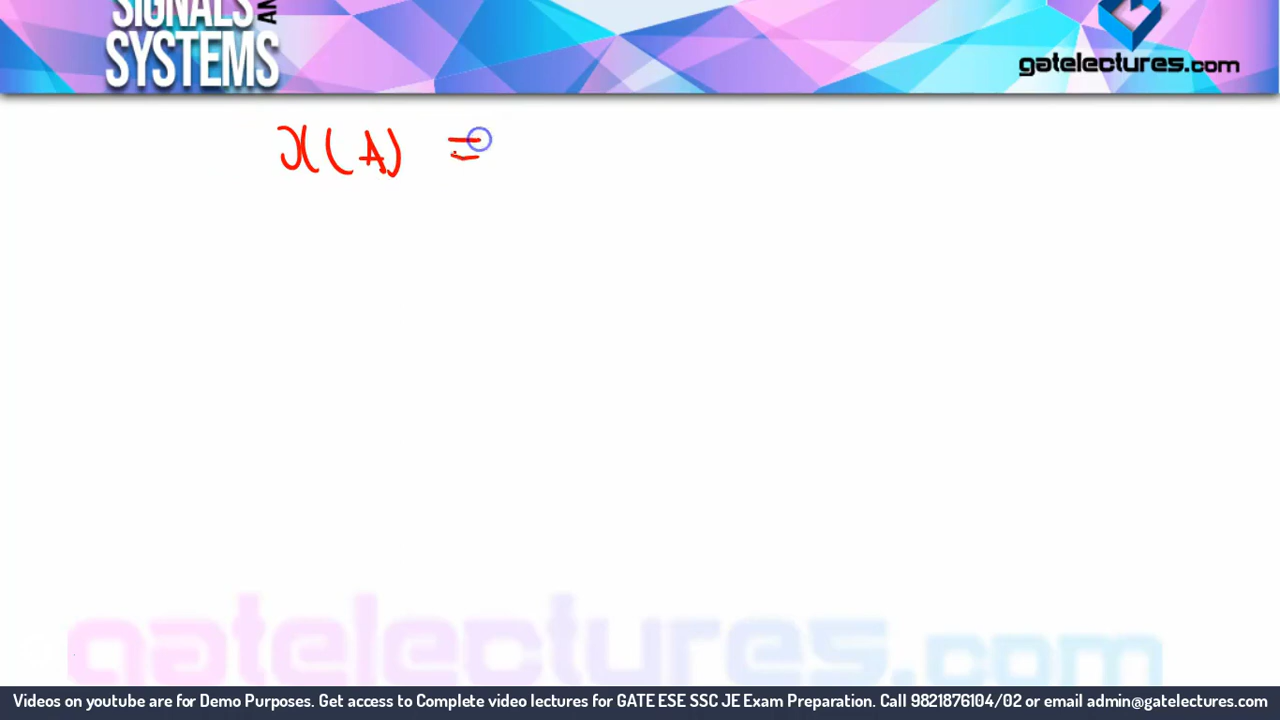 SIGNALS AN
SYSTEMS
gatelectures.com
x(t) =
gatelectures.com
Videos on youtube are for Demo Purposes. Get access to Complete video lectures for GATE ESE SSC JE Exam Preparation. Call 9821876104/02 or email admin@gatelectures.com